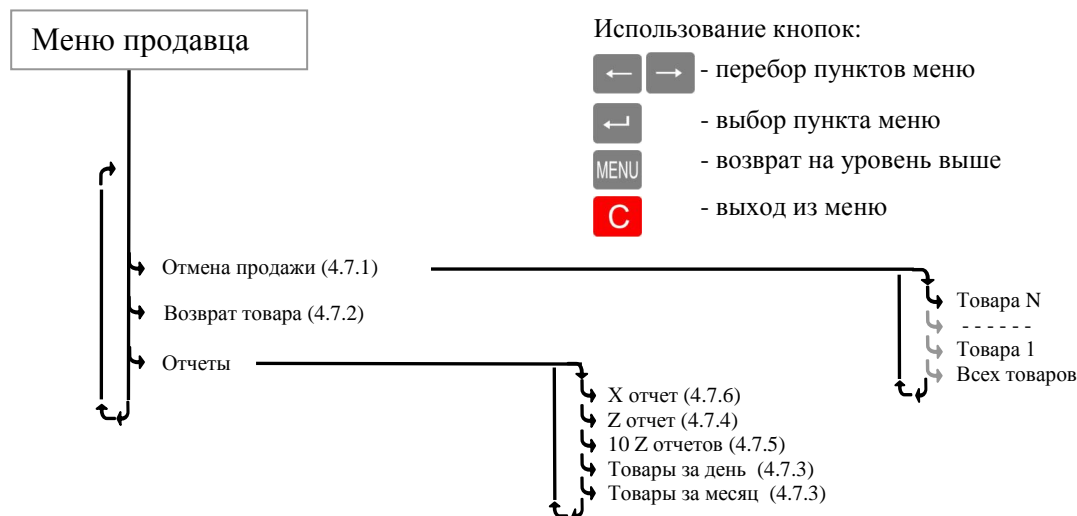 Меню продавца
Использование кнопок:
- перебор пунктов меню
- выбор пункта меню
MENU - возврат на уровень выше
C - выход из меню
Отмена продажи (4.7.1)
Товара N
- - - - - -
Товара 1
Всех товаров
Возврат товара (4.7.2)
Отчеты
X отчет (4.7.6)
Z отчет (4.7.4)
10 Z отчетов (4.7.5)
Товары за день (4.7.3)
Товары за месяц (4.7.3)